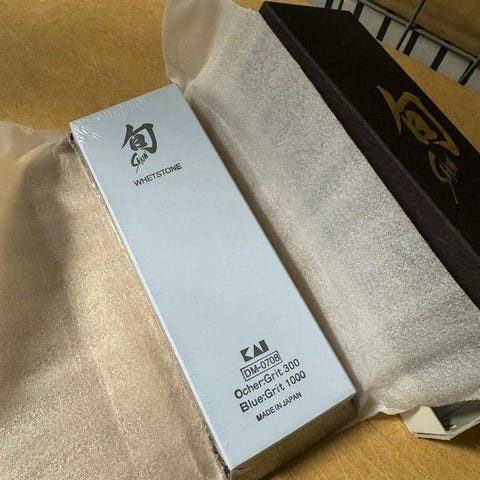 旬
Shun
WHETSTONE
KAI
DM-0708
Ocher:Grit 300
Blue:Grit 1000
MADE IN JAPAN
旬
Shun